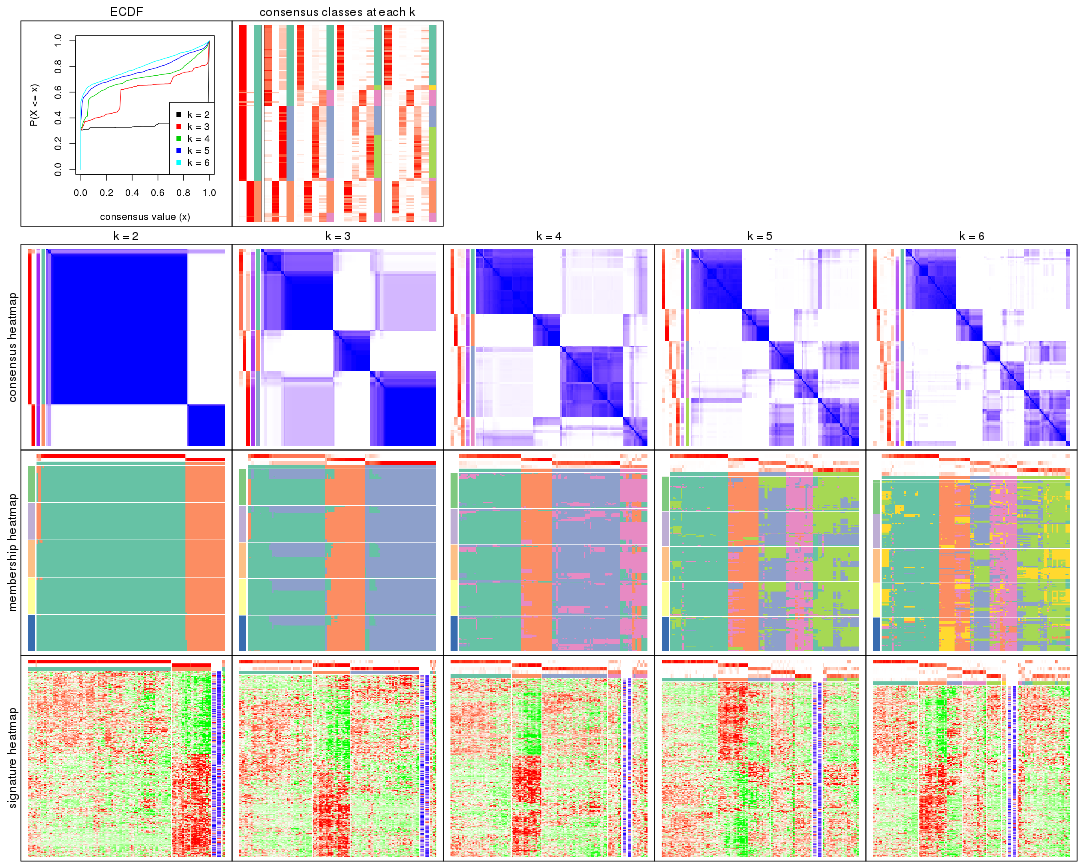 ECDF
consensus classes at each k
P(X <= x)
0.0 0.2 0.4 0.6 0.8 1.0
k = 2
k = 3
k = 4
k = 5
k = 6
0.0 0.2 0.4 0.6 0.8 1.0
consensus value (x)
k = 2
k = 3
k = 4
k = 5
k = 6
consensus heatmap
membership heatmap
signature heatmap